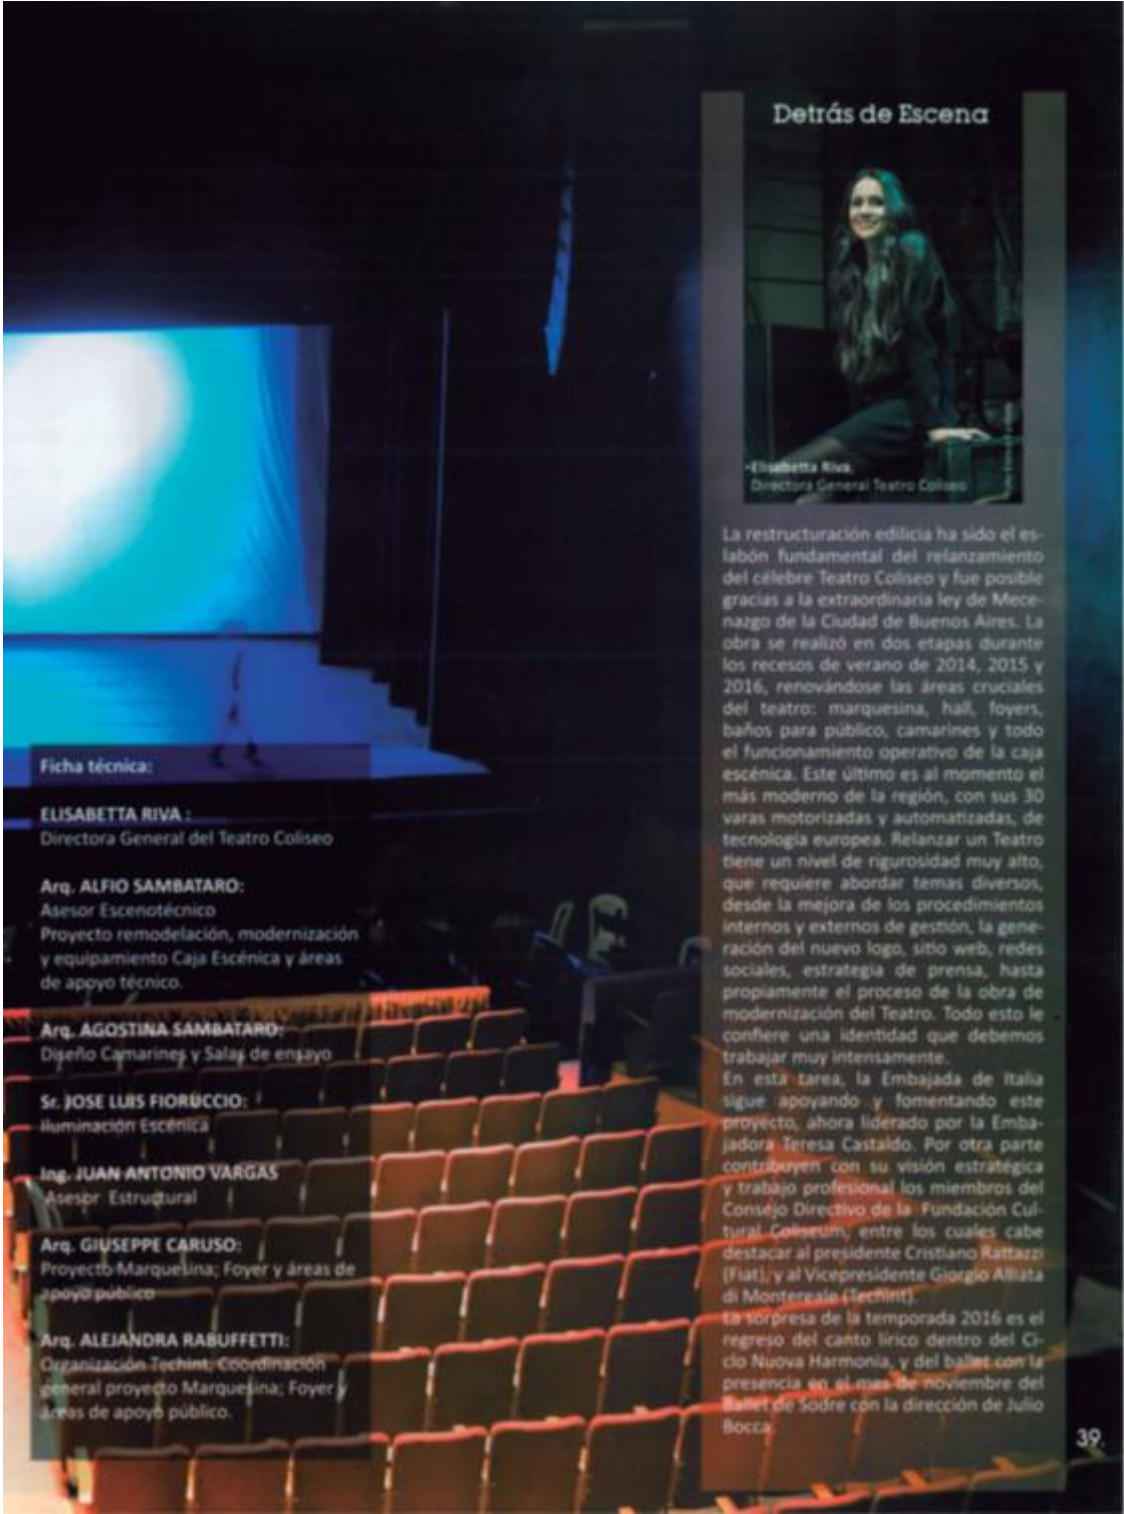 Detrás de Escena
Elisabetta Riva.
Directora General Teatro Coliseo
La restructuración edilicia ha sido el es-
labón fundamental del relanzamiento
del célebre Teatro Coliseo y fue posible
gracias a la extraordinaria ley de Mece-
nazgo de la Ciudad de Buenos Aires. La
obra se realizó en dos etapas durante
los recesos de verano de 2014, 2015 y
2016, renovándose las áreas cruciales
del teatro: marquesina, hall, foyers,
baños para público, camarines y todo
el funcionamiento operativo de la caja
escénica. Este último es al momento el
más moderno de la región, con sus 30
varas motorizadas y automatizadas, de
tecnología europea. Relanzar un Teatro
tiene un nivel de rigurosidad muy alto,
que requiere abordar temas diversos,
desde la mejora de los procedimientos
internos y externos de gestión, la gene-
ración del nuevo logo, sitio web, redes
sociales, estrategia de prensa, hasta
propiamente el proceso de la obra de
modernización del Teatro. Todo esto le
confiere una identidad que debemos
trabajar muy intensamente.
En esta tarea, la Embajada de Italia
sigue apoyando y fomentando este
proyecto, ahora liderado por la Emba-
jadora Teresa Castaldo. Por otra parte
contribuyen con su visión estratégica
y trabajo profesional los miembros del
Consejo Directivo de la Fundación Cul-
tural Coliseum, entre los cuales cabe
destacar al presidente Cristiano Rattazzi
(Fiat), y al Vicepresidente Giorgio Alliata
di Montereale (Techint).
La sorpresa de la temporada 2016 es el
regreso del canto lírico dentro del Ci-
clo Nuova Harmonia, y del ballet con la
presencia en el mes de noviembre del
Ballet de Sodre con la dirección de Julio
Bocca.
Ficha técnica:
ELISABETTA RIVA :
Directora General del Teatro Coliseo
Arq. ALFIO SAMBATARO:
Asesor Escenotécnico
Proyecto remodelación, modernización
y equipamiento Caja Escénica y áreas
de apoyo técnico.
Arq. AGOSTINA SAMBATARO:
Diseño Camarines y Salas de ensayo
Sr. JOSE LUIS FIORUCCIO:
Iluminación Escénica
Ing. JUAN ANTONIO VARGAS
Asesor Estructural
Arq. GIUSEPPE CARUSO:
Proyecto Marquesina; Foyer y áreas de
apoyo público
Arq. ALEJANDRA RABUFFETTI:
Organización Techint, Coordinación
general proyecto Marquesina; Foyer y
áreas de apoyo público.
39.